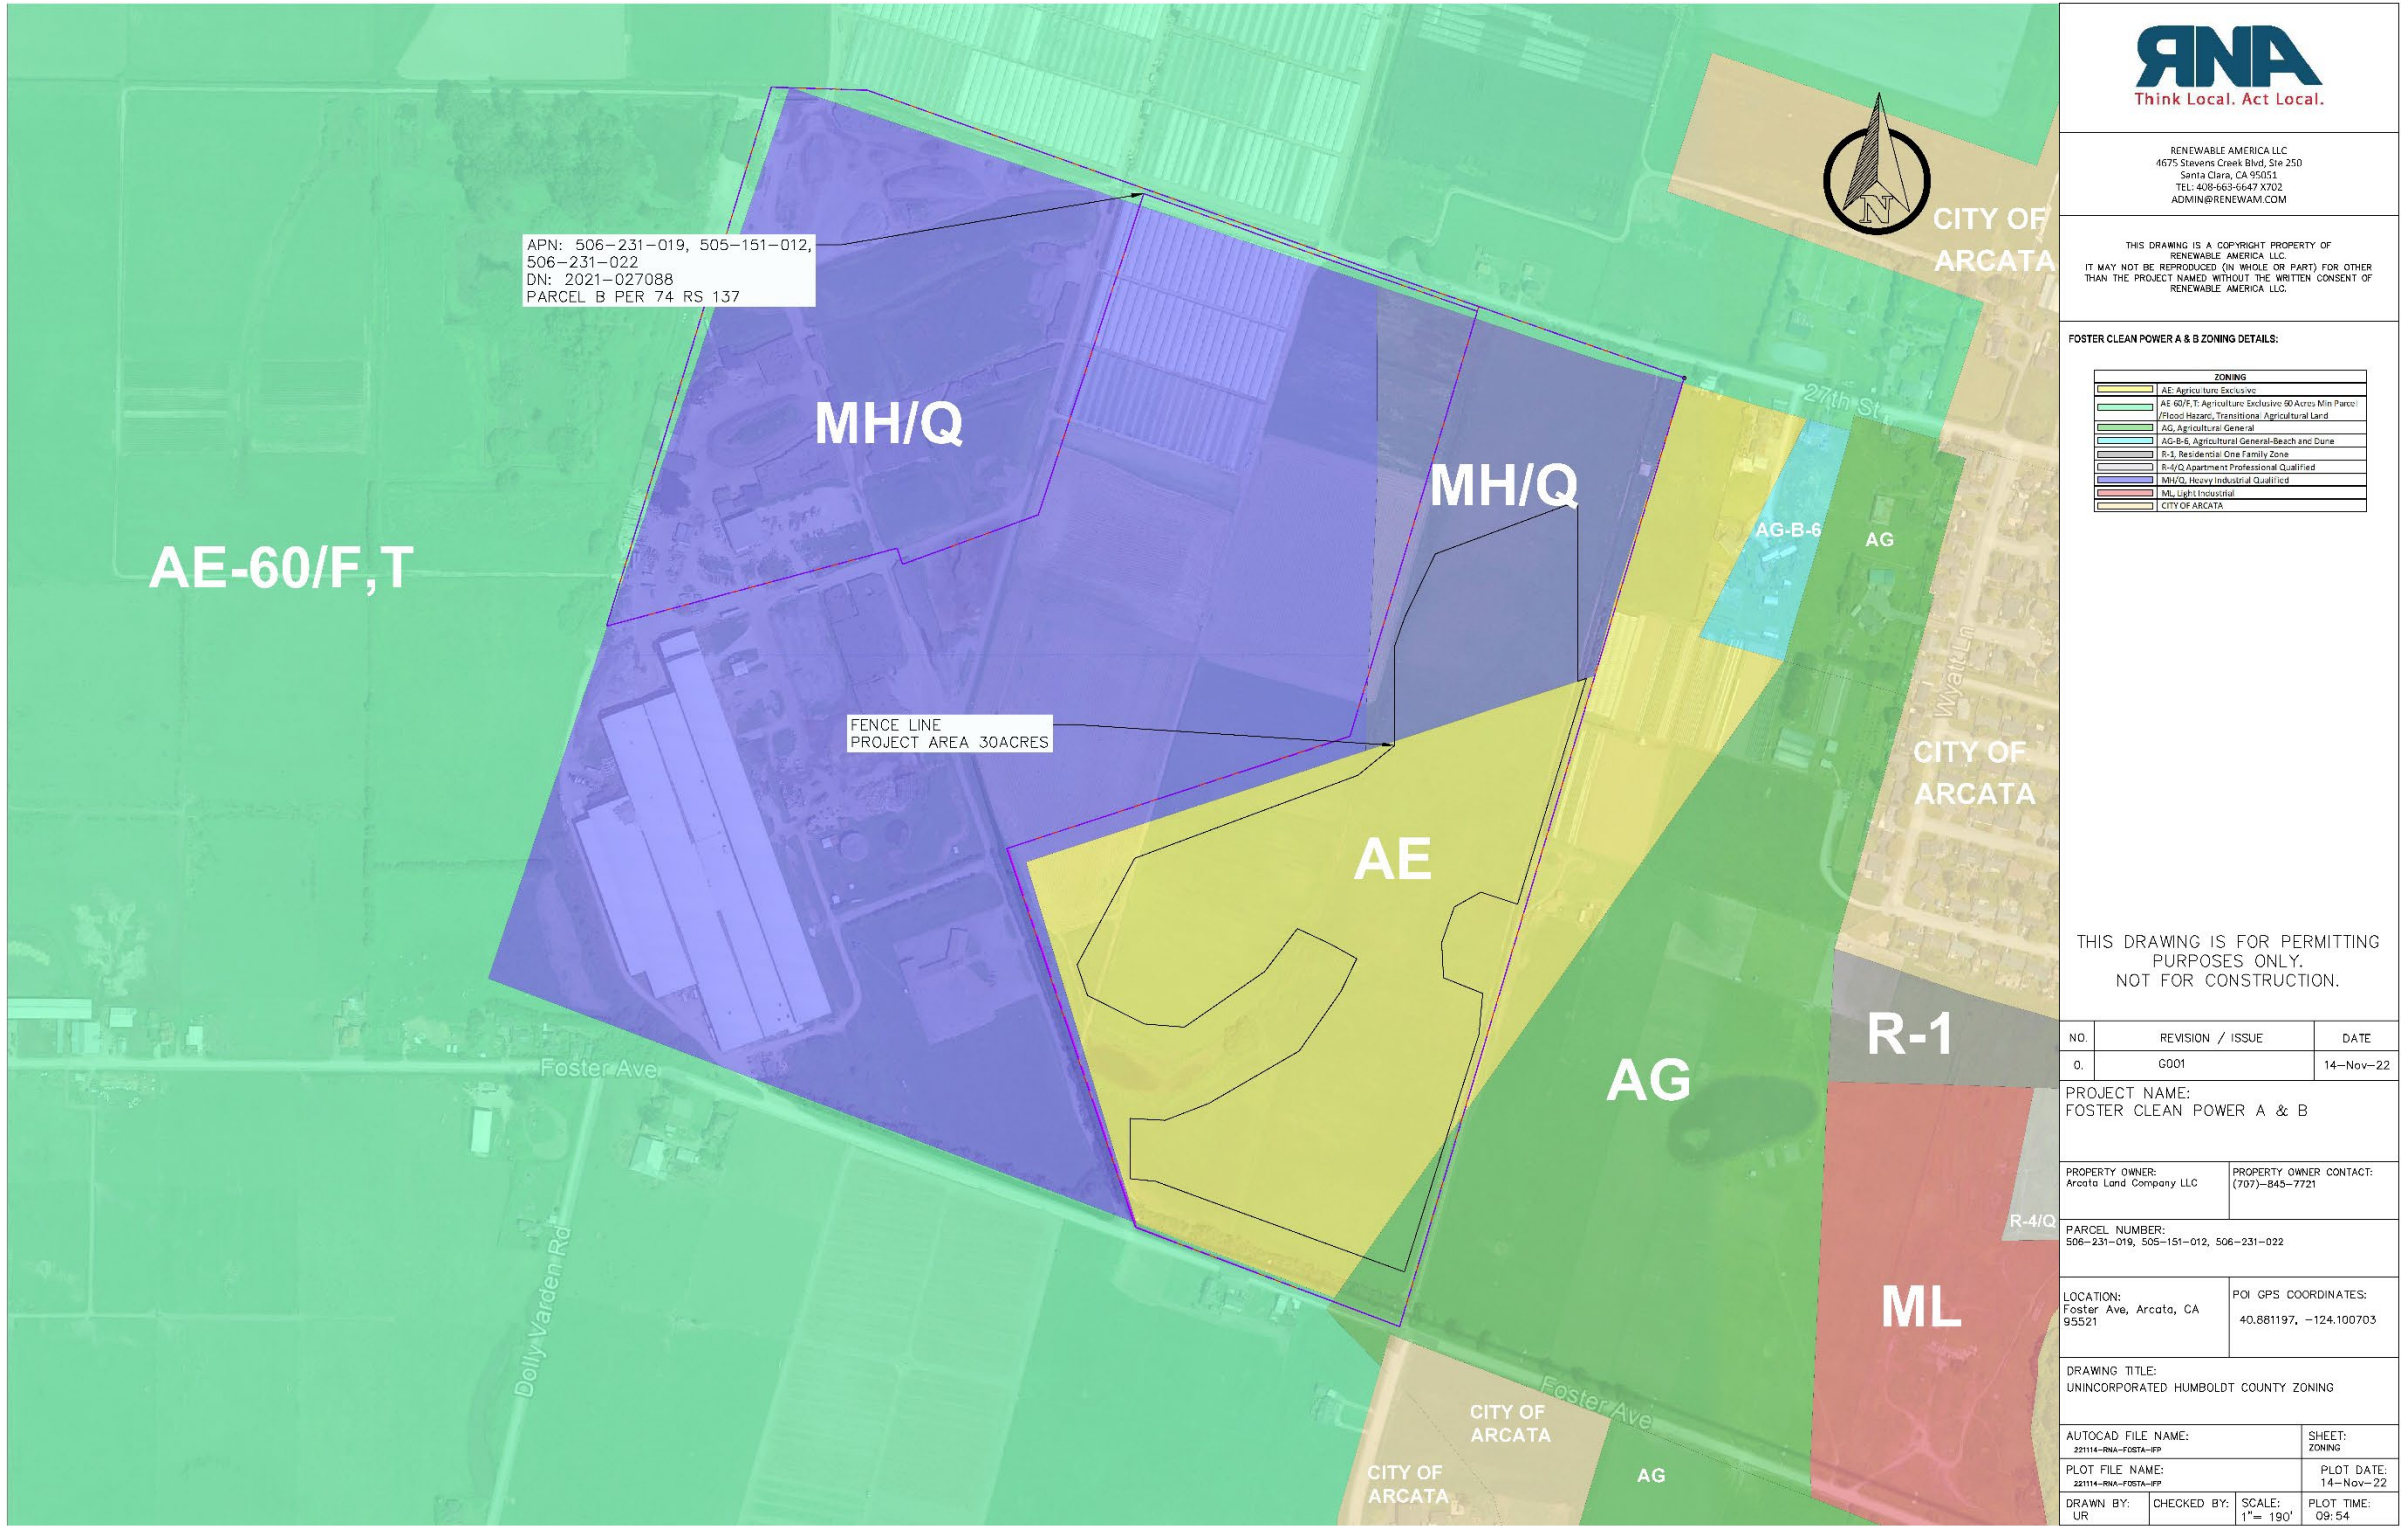 APN: 506-231-019, 505-151-012,
506-231-022
DN: 2021-027088
PARCEL B PER 74 RS 137
CITY OF
ARCATA
27th St
MH/Q
MH/Q
AG-B-6
AG
AE-60/F,T
Wyatt Ln
FENCE LINE
PROJECT AREA 30ACRES
CITY OF
ARCATA
AE
R-1
Foster Ave
AG
R-4/Q
Dolly Varden Rd
ML
Foster Ave
CITY OF
ARCATA
CITY OF
ARCATA
AG
N
RNA
Think Local. Act Local.
RENEWABLE AMERICA LLC
4675 Stevens Creek Blvd, Ste 250
Santa Clara, CA 95051
TEL: 408-663-6647 X702
ADMIN@RENEWAM.COM
THIS DRAWING IS A COPYRIGHT PROPERTY OF
RENEWABLE AMERICA LLC.
IT MAY NOT BE REPRODUCED (IN WHOLE OR PART) FOR OTHER
THAN THE PROJECT NAMED WITHOUT THE WRITTEN CONSENT OF
RENEWABLE AMERICA LLC.
FOSTER CLEAN POWER A & B ZONING DETAILS:
ZONING
AE: Agriculture Exclusive
AE-60/F,T: Agriculture Exclusive 60 Acres Min Parcel
/Flood Hazard, Transitional Agricultural Land
AG, Agricultural General
AG-B-6, Agricultural General-Beach and Dune
R-1, Residential One Family Zone
R-4/Q Apartment Professional Qualified
MH/Q, Heavy Industrial Qualified
ML, Light Industrial
CITY OF ARCATA
THIS DRAWING IS FOR PERMITTING
PURPOSES ONLY.
NOT FOR CONSTRUCTION.
NO. REVISION / ISSUE DATE
0. G001 14-Nov-22
PROJECT NAME:
FOSTER CLEAN POWER A & B
PROPERTY OWNER:
Arcata Land Company LLC
PROPERTY OWNER CONTACT:
(707)-845-7721
PARCEL NUMBER:
506-231-019, 505-151-012, 506-231-022
LOCATION:
Foster Ave, Arcata, CA
95521
POI GPS COORDINATES:
40.881197, -124.100703
DRAWING TITLE:
UNINCORPORATED HUMBOLDT COUNTY ZONING
AUTOCAD FILE NAME:
221114-RNA-FOSTA-IFP
SHEET:
ZONING
PLOT FILE NAME:
221114-RNA-FOSTA-IFP
PLOT DATE:
14-Nov-22
DRAWN BY:
UR
CHECKED BY:
SCALE:
1"= 190'
PLOT TIME:
09:54